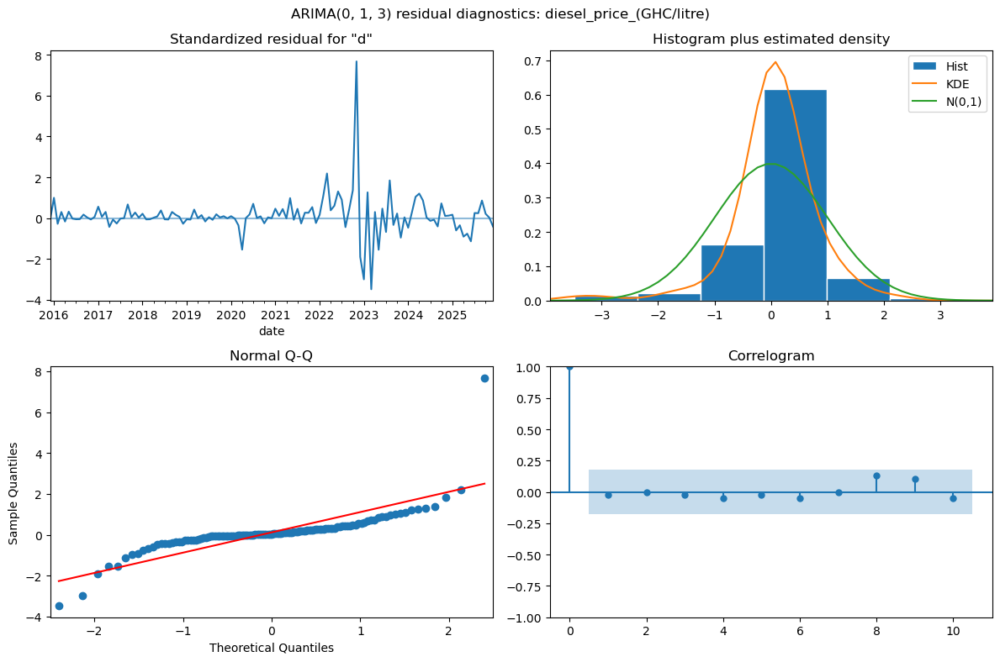 ARIMA(0, 1, 3) residual diagnostics: diesel_price_(GHC/litre)
Standardized residual for "d"
8
6
4
2
0
−2
−4
2016 2017 2018 2019 2020 2021 2022 2023 2024 2025
date
Histogram plus estimated density
0.7
0.6
0.5
0.4
0.3
0.2
0.1
0.0
−3 −2 −1 0 1 2 3
Hist
KDE
N(0,1)
Normal Q-Q
Sample Quantiles
8
6
4
2
0
−2
−4
−2 −1 0 1 2
Theoretical Quantiles
Correlogram
1.00
0.75
0.50
0.25
0.00
−0.25
−0.50
−0.75
−1.00
0 2 4 6 8 10